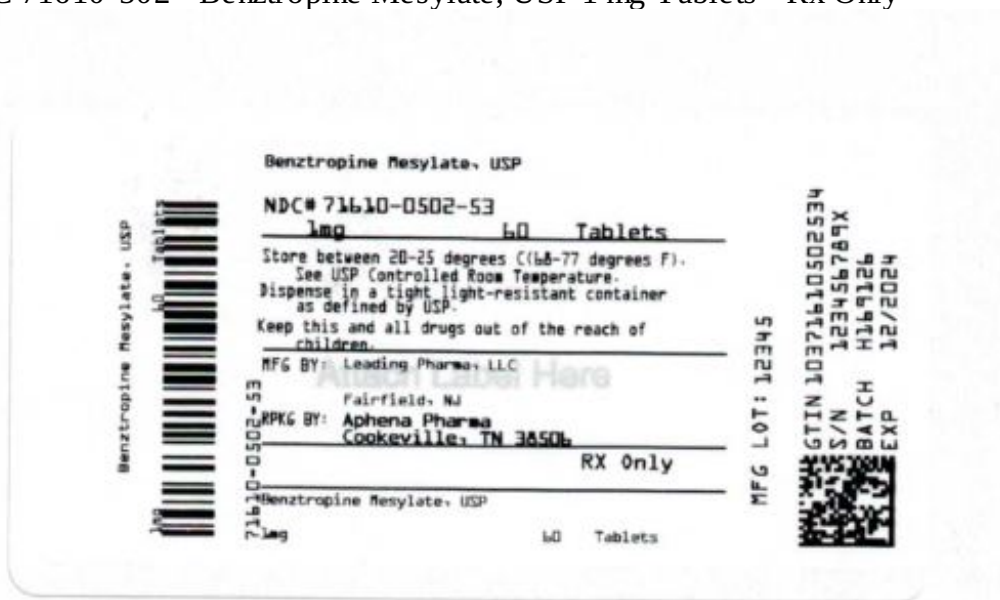 71610-502 - Benztropine Mesylate, USP 1 mg Tablets - Rx Only
Benztropine Mesylate, USP
NDC# 71610-0502-53
1mg 60 Tablets
Store between 20-25 degrees C(68-77 degrees F).
See USP Controlled Room Temperature.
Dispense in a tight light-resistant container
as defined by USP.
Keep this and all drugs out of the reach of
children.
MFG BY: Leading Pharma, LLC
Attach Label Here
Fairfield, NJ
RPKG BY: Aphena Pharma
Cookeville, TN 38506
RX Only
Benztropine Mesylate, USP
1mg 60 Tablets
Benztropine Mesylate, USP
1mg 60 Tablets
71610-0502-53
MFG LOT: 12345
GTIN 10371610502534
S/N 123456789X
BATCH H169126
EXP 12/2024